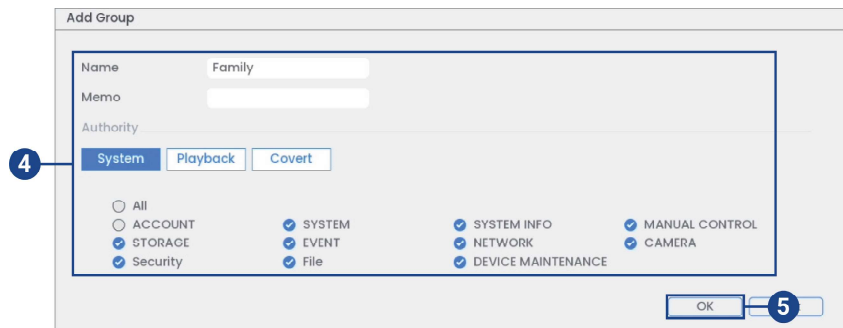 Add Group
Name Family
Memo
Authority
4
System Playback Covert
All
ACCOUNT SYSTEM SYSTEM INFO MANUAL CONTROL
STORAGE EVENT NETWORK CAMERA
Security File DEVICE MAINTENANCE
OK 5